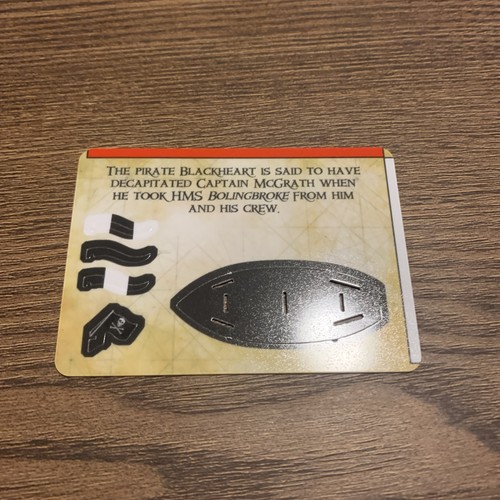 The pirate Blackheart is said to have
decapitated Captain McGrath when
he took HMS Bolingbroke from him
and his crew.